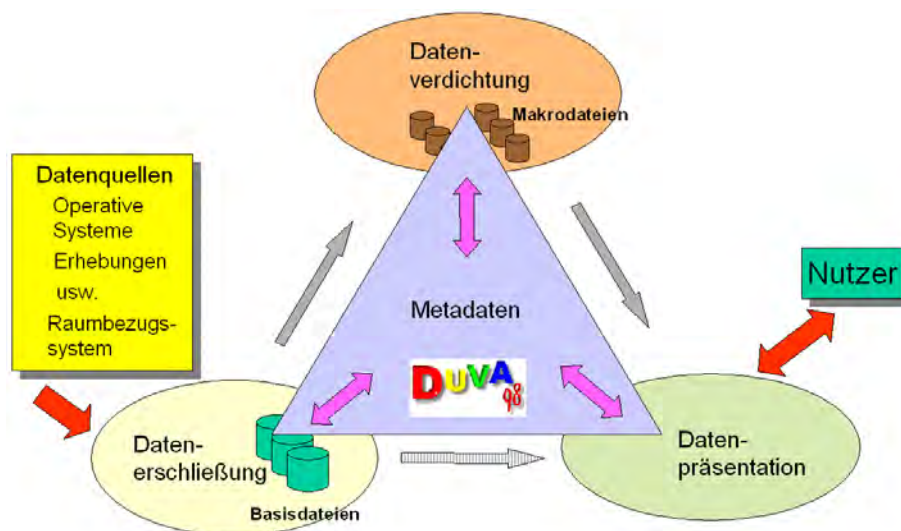 Daten-
verdichtung
Makrodateien
Datenquellen
Operative
Systeme
Erhebungen
usw.
Raumbezugs-
system
Nutzer
Metadaten
DUVA
98
Daten-
erschließung
Basisdateien
Daten-
präsentation